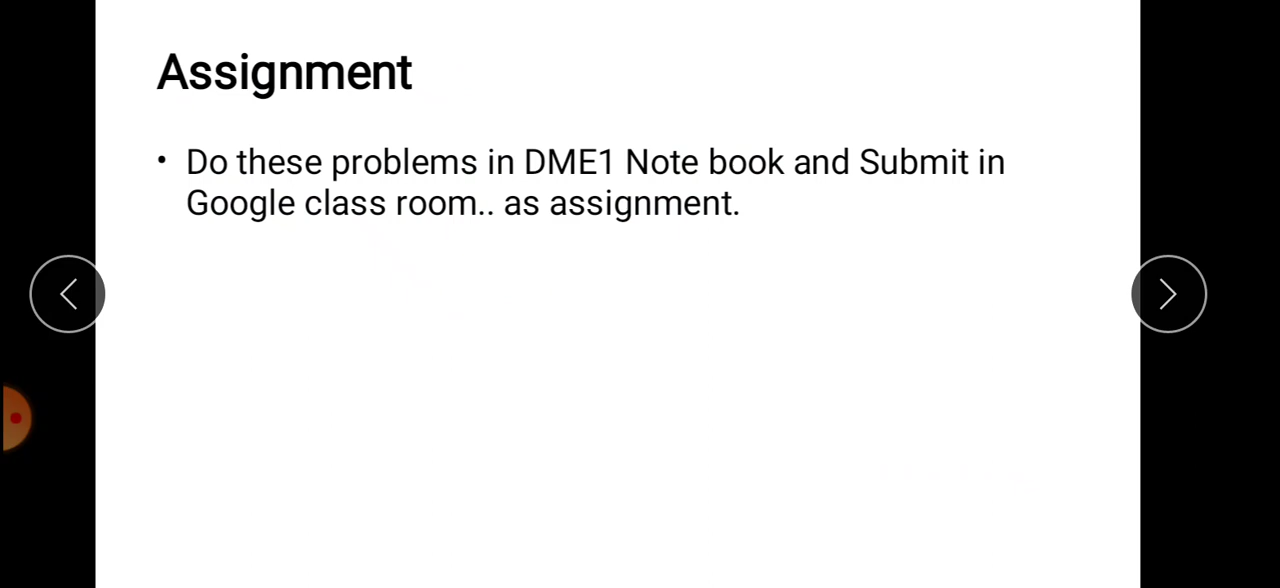 Assignment
• Do these problems in DME1 Note book and Submit in
Google class room.. as assignment.